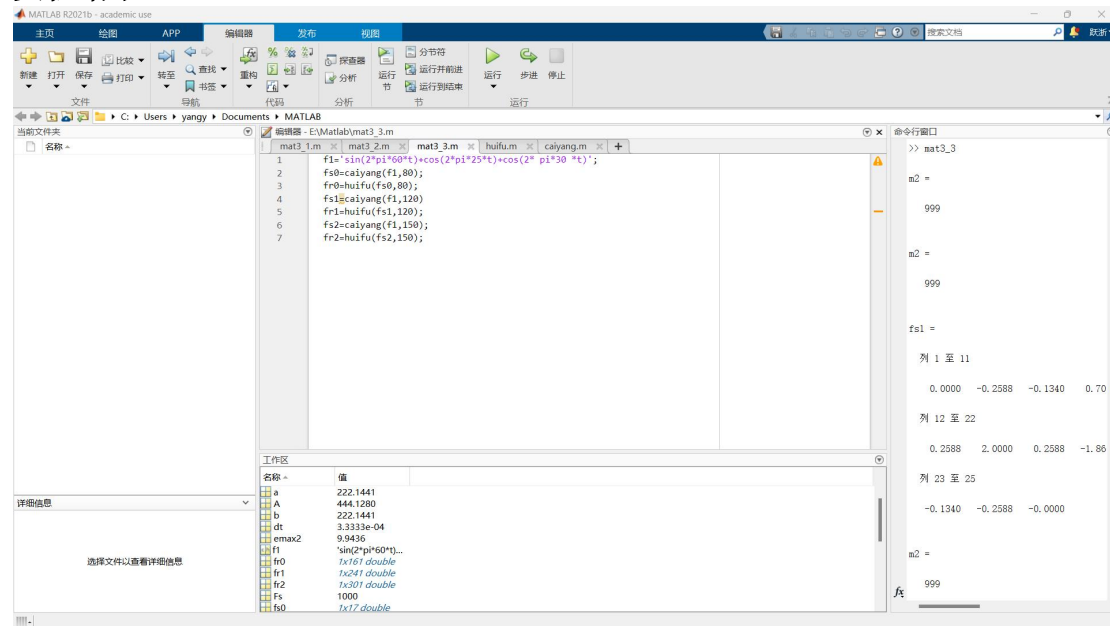 MATLAB R2021b - academic use
主页 绘图 APP 编辑器 发布 视图
搜索文档
新建 打开 保存 比较 打印 转至 查找 书签 重构 探查器 分析 运行节 分节符 运行并前进 运行到结束 运行 步进 停止
文件 导航 代码 分析 节 运行
C: Users yangy Documents MATLAB
当前文件夹
名称
详细信息
选择文件以查看详细信息
编辑器 - E:\Matlab\mat3_3.m
mat3_1.m mat3_2.m mat3_3.m huifu.m caiyang.m +
1 f1='sin(2*pi*60*t)+cos(2*pi*25*t)+cos(2* pi*30 *t)';
2 fs0=caiyang(f1,80);
3 fr0=huifu(fs0,80);
4 fs1=caiyang(f1,120)
5 fr1=huifu(fs1,120);
6 fs2=caiyang(f1,150);
7 fr2=huifu(fs2,150);
工作区
名称 值
a 222.1441
A 444.1280
b 222.1441
dt 3.3333e-04
emax2 9.9436
f1 'sin(2*pi*60*t)...
fr0 1x161 double
fr1 1x241 double
fr2 1x301 double
Fs 1000
fs0 1x17 double
命令行窗口
>> mat3_3
m2 =
999
m2 =
999
fs1 =
列 1 至 11
0.0000 -0.2588 -0.1340 0.70
列 12 至 22
0.2588 2.0000 0.2588 -1.86
列 23 至 25
-0.1340 -0.2588 -0.0000
m2 =
999
fx